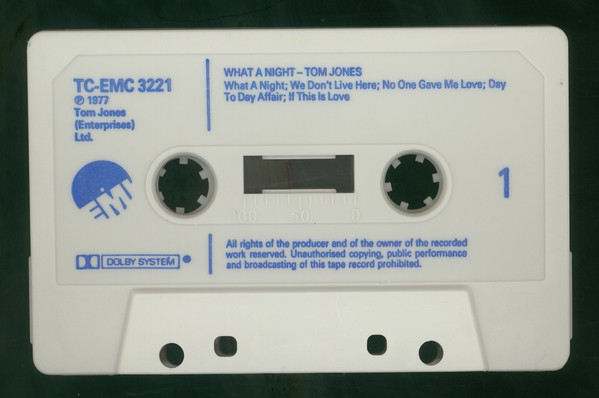 TC-EMC 3221
℗ 1977
Tom Jones
(Enterprises)
Ltd.
WHAT A NIGHT – TOM JONES
What A Night; We Don't Live Here; No One Gave Me Love; Day
To Day Affair; If This Is Love
EMI
1
100 50 0
DOLBY SYSTEM
All rights of the producer and of the owner of the recorded
work reserved. Unauthorised copying, public performance
and broadcasting of this tape record prohibited.